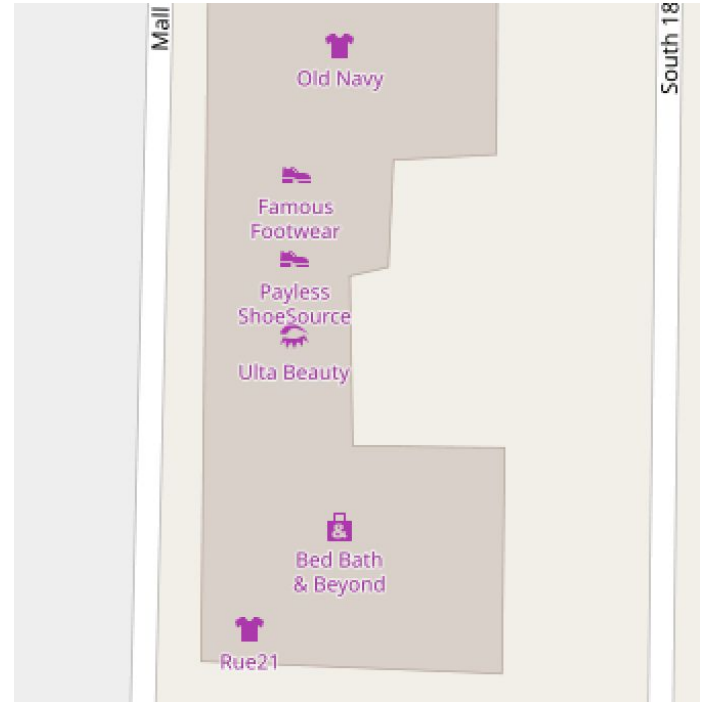 Mall
South 18
Old Navy
Famous
Footwear
Payless
ShoeSource
Ulta Beauty
&
Bed Bath
& Beyond
Rue21